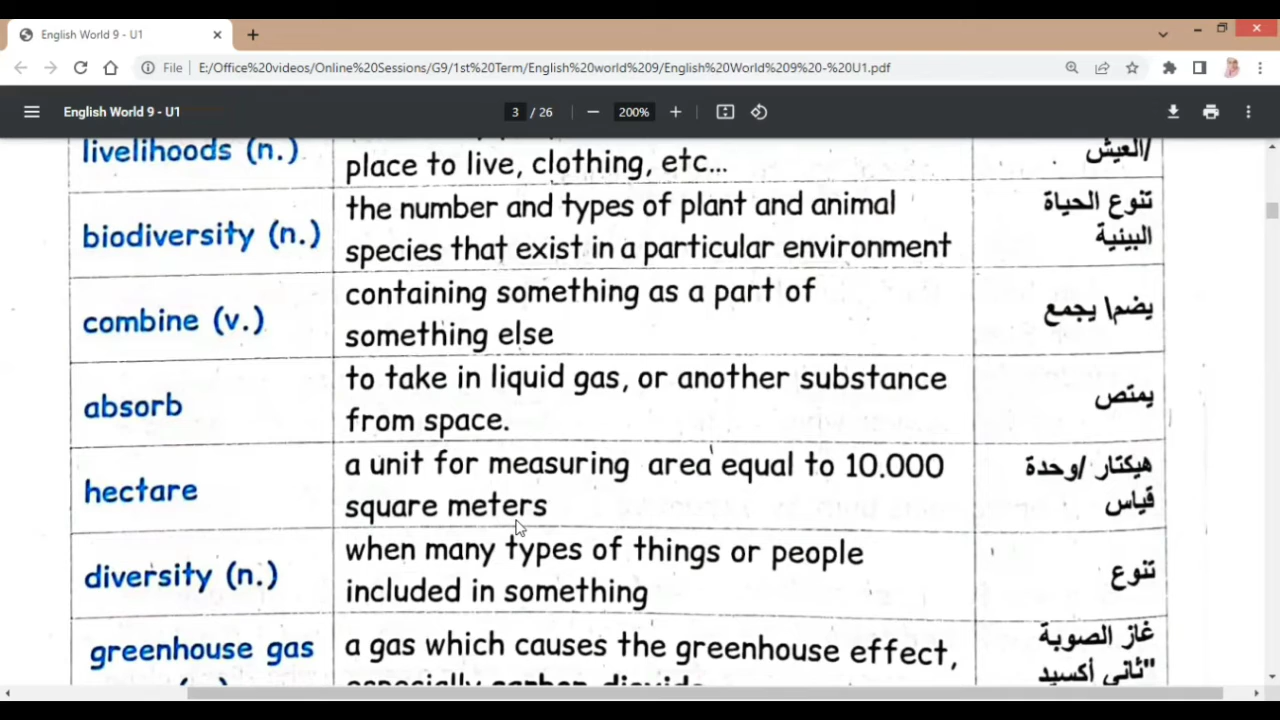 English World 9 - U1
File E:/Office%20videos/Online%20Sessions/G9/1st%20Term/English%20world%209/English%20World%209%20-%20U1.pdf
English World 9 - U1 3 / 26 200%
livelihoods (n.)
place to live, clothing, etc...
/العيش
biodiversity (n.)
the number and types of plant and animal
species that exist in a particular environment
تنوع الحياة
البينية
combine (v.)
containing something as a part of
something else
يضم\ يجمع
absorb
to take in liquid gas, or another substance
from space.
يمتص
hectare
a unit for measuring area equal to 10.000
square meters
هيكتار /وحدة
قياس
diversity (n.)
when many types of things or people
included in something
تنوع
greenhouse gas
a gas which causes the greenhouse effect,
especially carbon dioxide
غاز الصوبة
"ثاني أكسيد